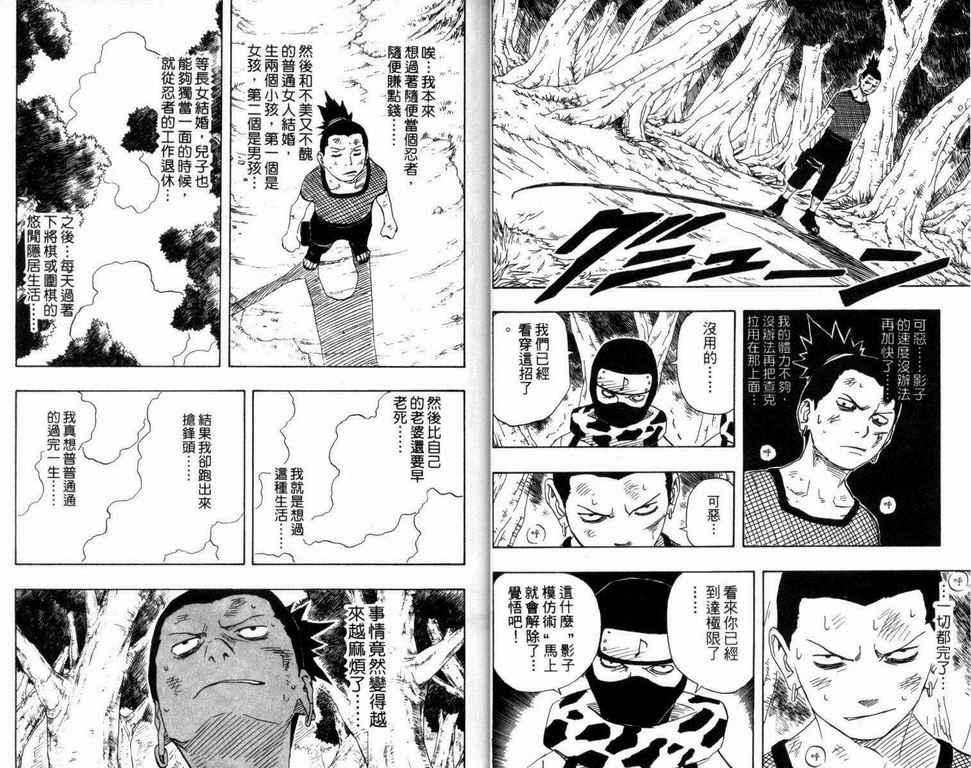 グミューーン
可惡……影子
的速度沒辦法
再加快了……
我的體力不夠，
沒辦法再把查克
拉用在那上面…
呼
呼
沒用的……
我們已經
看穿這招了
。
可惡…
呼
…一切都完了…
呼
呼
看來你已經
到達極限了
……
這什麼〝影子
模仿術〞馬上
就會解除了…
覺悟吧！
唉…我本來
想過著隨便當個忍者，
隨便賺點錢……
然後和不美又不醜
的普通女人結婚，
生兩個小孩，第一個是
女孩，第二個是男孩…
等長女結婚，兒子也
能夠獨當一面的時候，
就從忍者的工作退休…
之後…每天過著
下將棋或圍棋的
悠閒隱居生活……
然後比自己
的老婆還要早
老死……
我就是想過
這種生活……
結果我卻跑出來
搶鋒頭……
我真想普普通通
的過完一生……
事情竟然變得越
來越麻煩了……